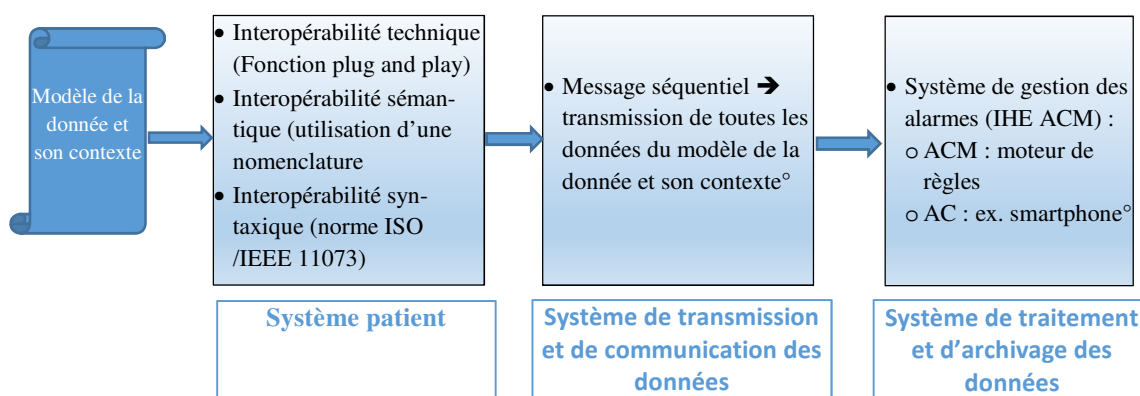 Modèle de la
donnée et
son contexte
• Interopérabilité technique
(Fonction plug and play)
• Interopérabilité séman-
tique (utilisation d’une
nomenclature
• Interopérabilité syn-
taxique (norme ISO
/IEEE 11073)
Système patient
• Message séquentiel ➔
transmission de toutes les
données du modèle de la
donnée et son contexte°
Système de transmission
et de communication des
données
• Système de gestion des
alarmes (IHE ACM) :
o ACM : moteur de
règles
o AC : ex. smartphone°
Système de traitement
et d’archivage des
données